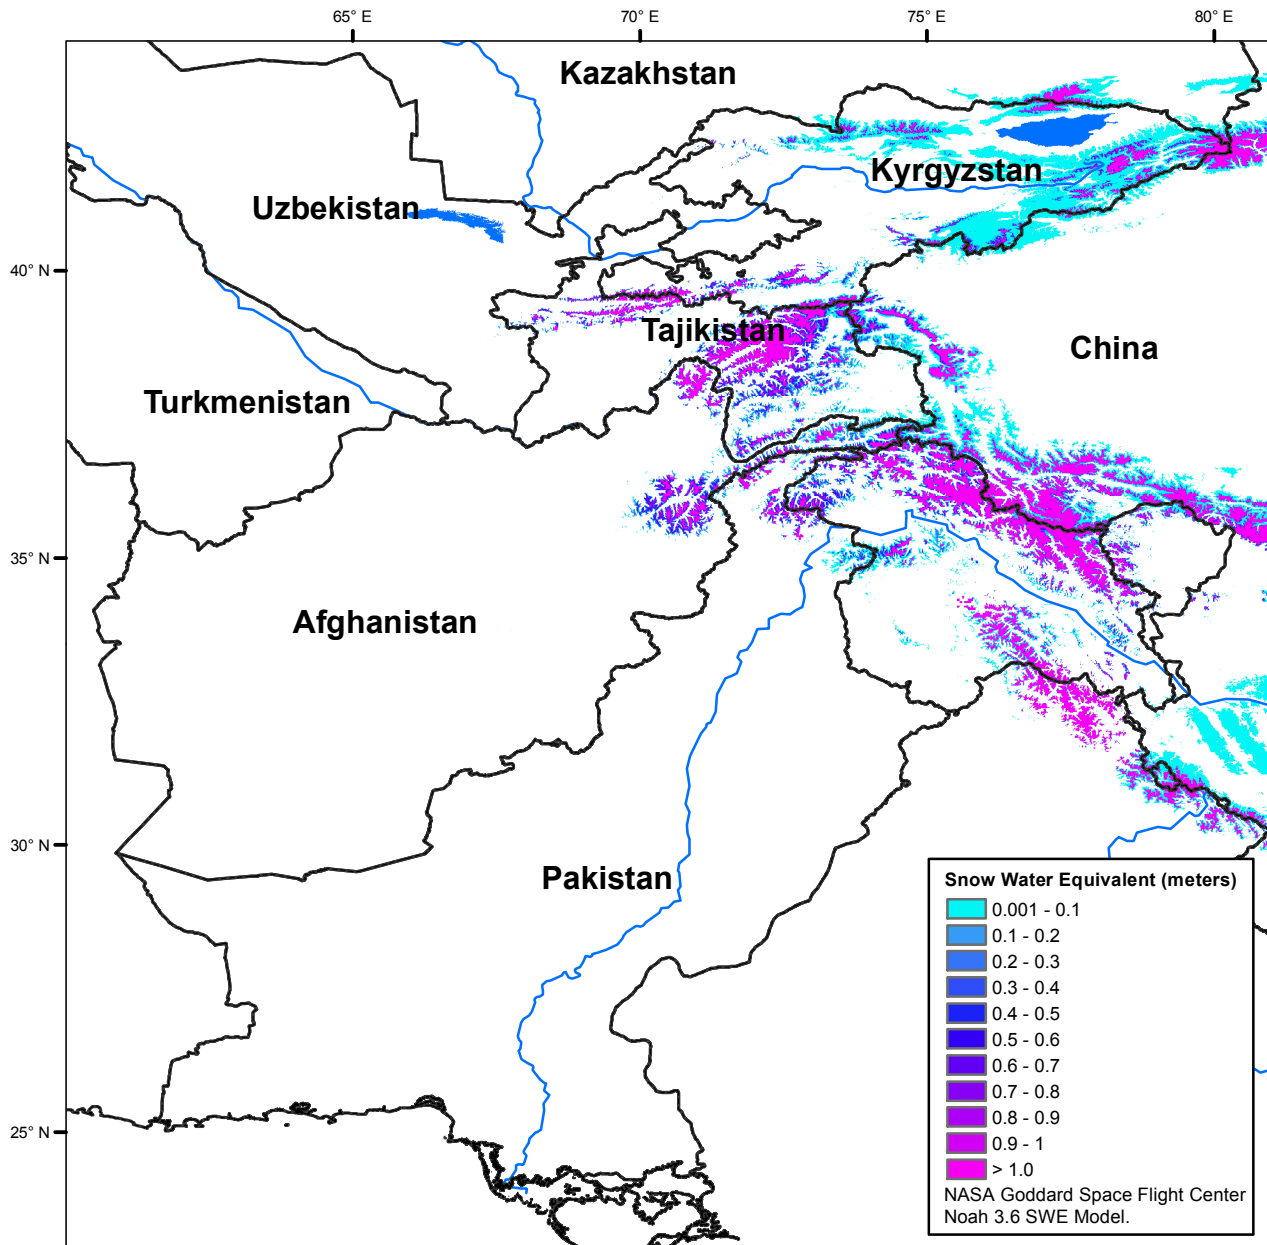 65° E 70° E 75° E 80° E
Kazakhstan
Kyrgyzstan
Uzbekistan
40° N
Tajikistan
China
Turkmenistan
35° N
Afghanistan
30° N
Pakistan
25° N
Snow Water Equivalent (meters)
0.001 - 0.1
0.1 - 0.2
0.2 - 0.3
0.3 - 0.4
0.4 - 0.5
0.5 - 0.6
0.6 - 0.7
0.7 - 0.8
0.8 - 0.9
0.9 - 1
> 1.0
NASA Goddard Space Flight Center
Noah 3.6 SWE Model.